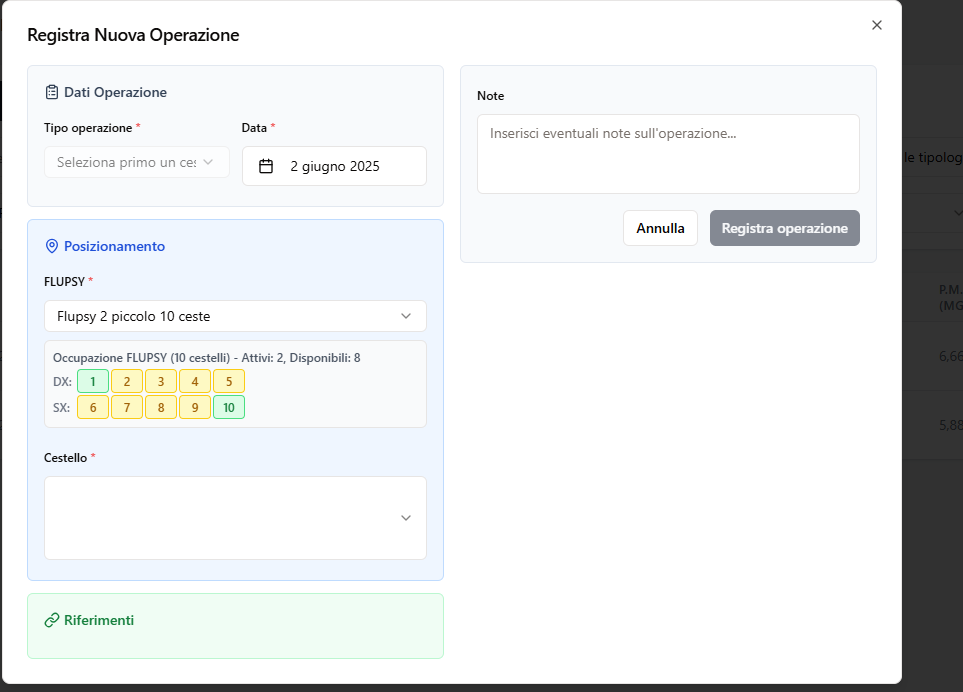 Registra Nuova Operazione
Dati Operazione
Tipo operazione *
Data *
Seleziona primo un ces
2 giugno 2025
Posizionamento
FLUPSY *
Flupsy 2 piccolo 10 ceste
Occupazione FLUPSY (10 cestelli) - Attivi: 2, Disponibili: 8
DX: 1 2 3 4 5
SX: 6 7 8 9 10
Cestello *
Riferimenti
Note
Inserisci eventuali note sull'operazione...
Annulla
Registra operazione
le tipolog
P.M.
(MG
6,66
5,88